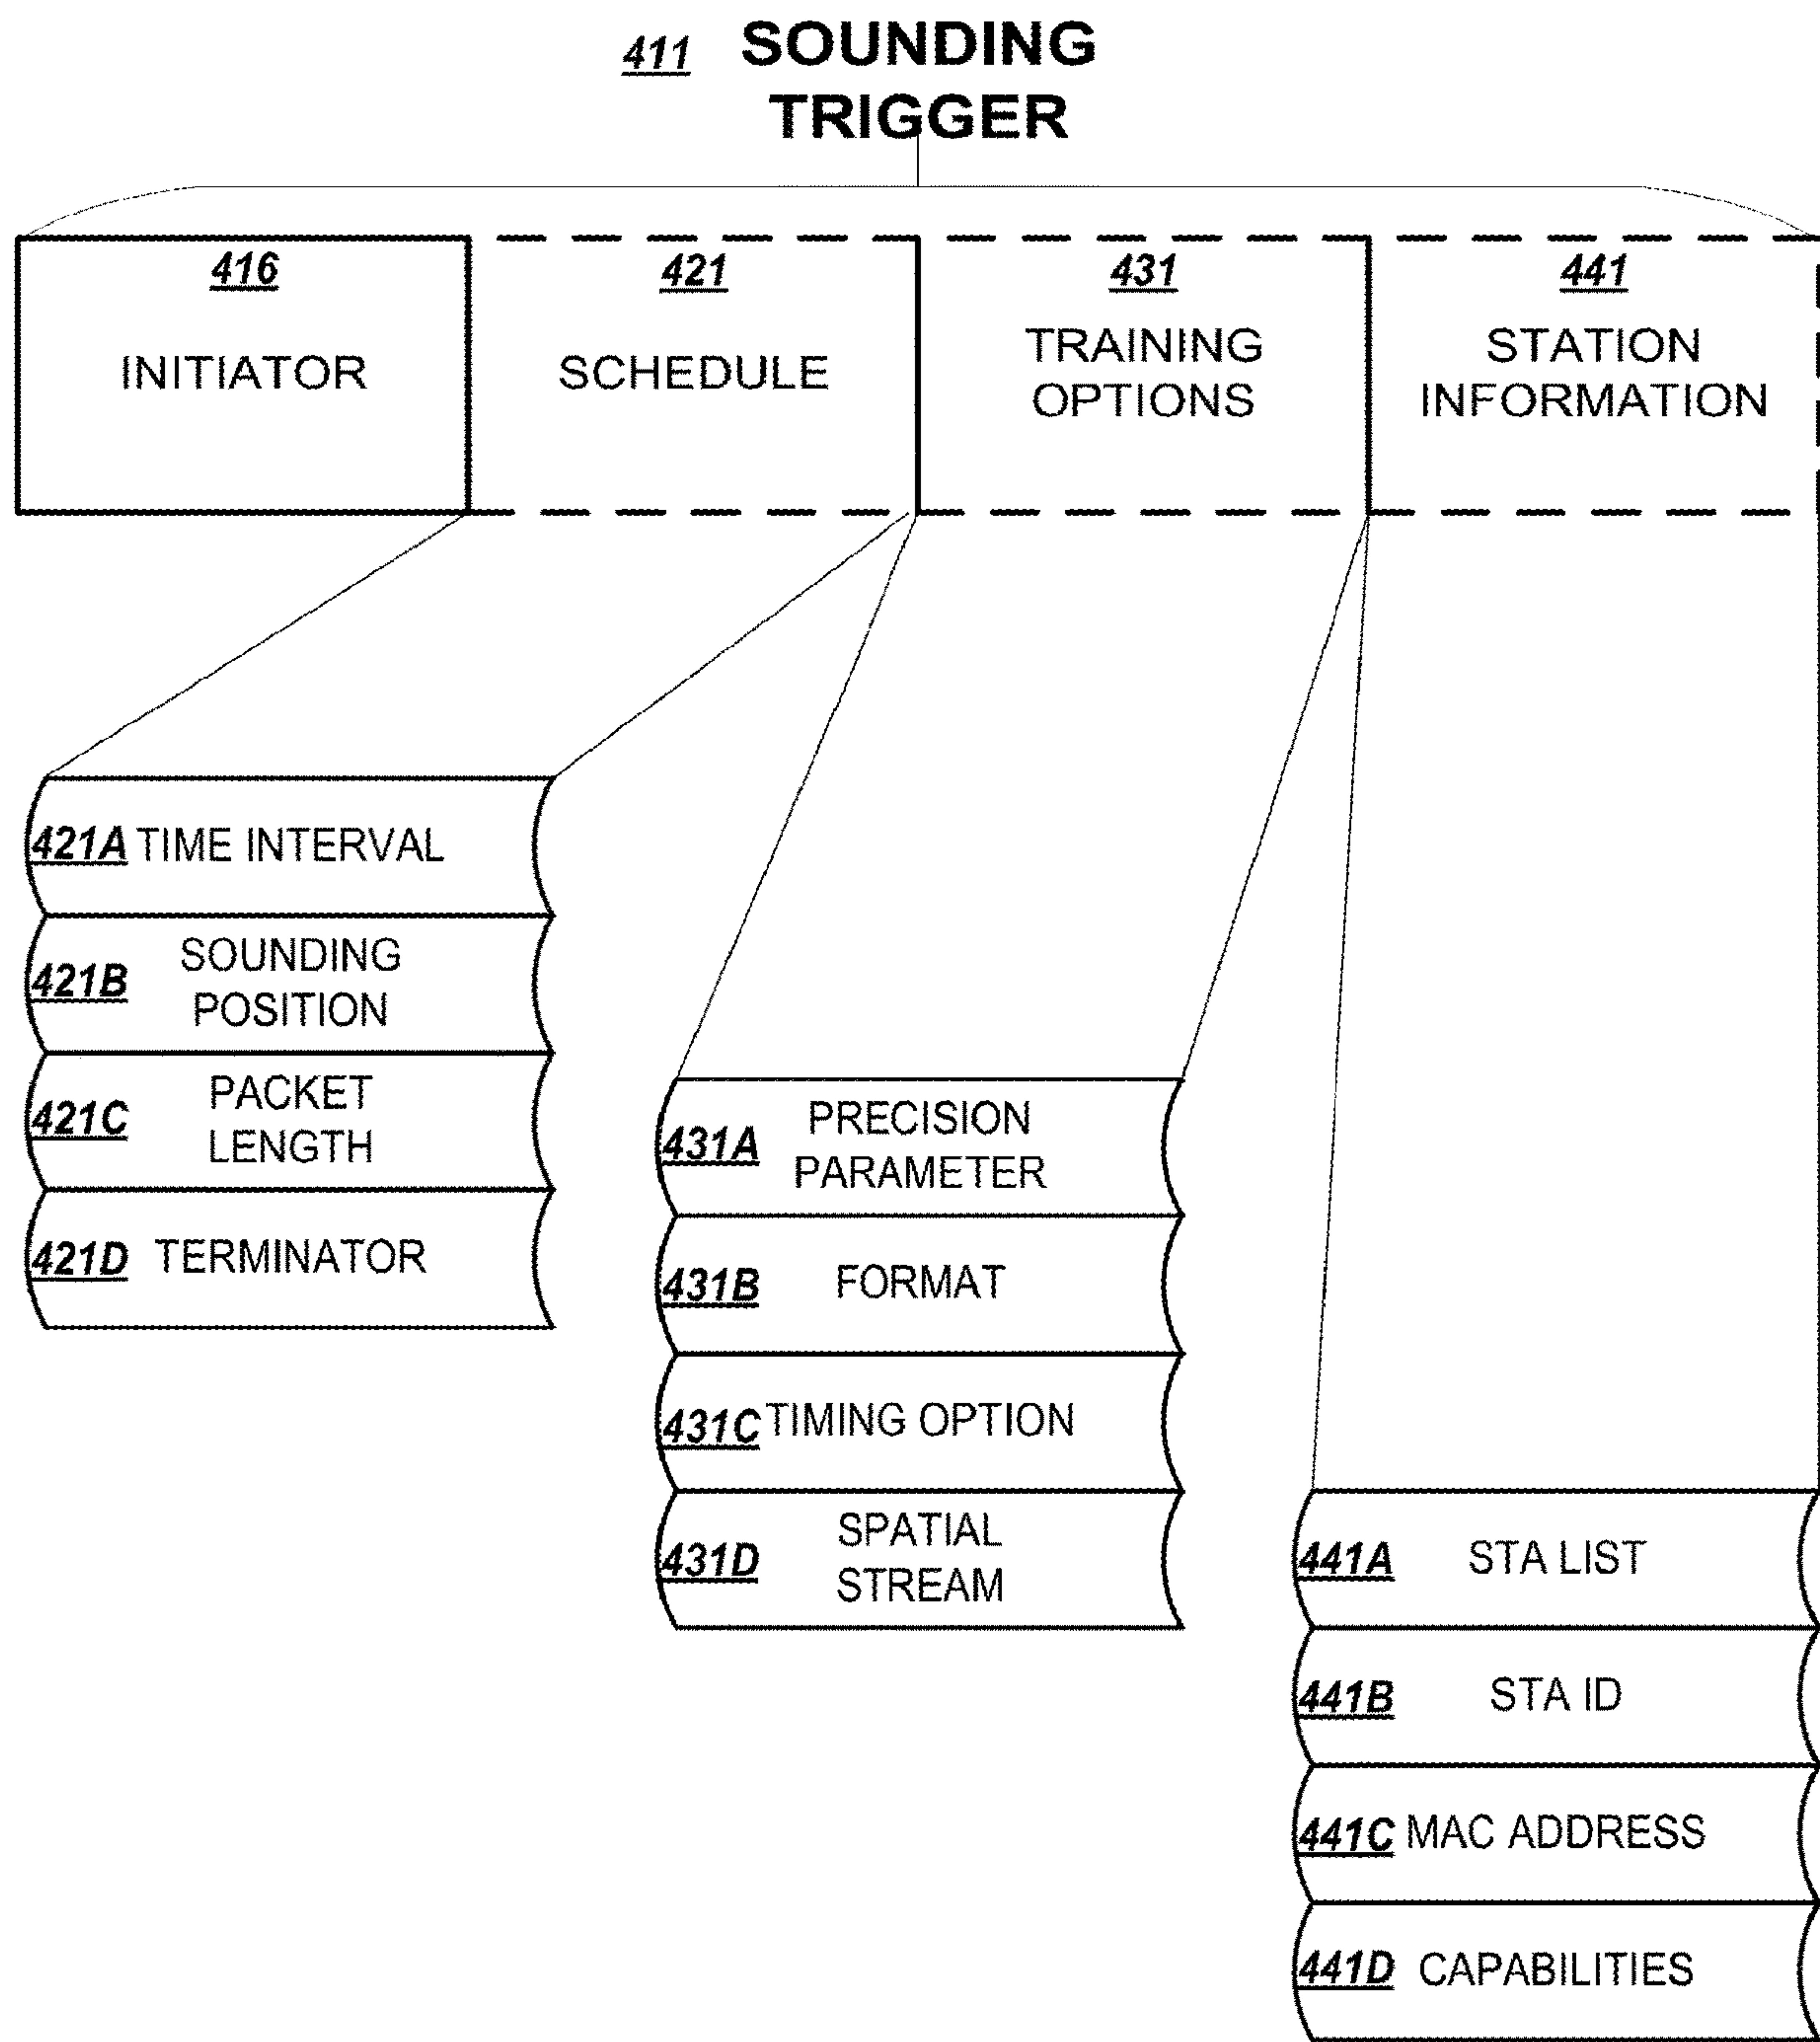 411 SOUNDING
TRIGGER
416
INITIATOR
421
SCHEDULE
431
TRAINING
OPTIONS
441
STATION
INFORMATION
421A TIME INTERVAL
421B SOUNDING
POSITION
421C PACKET
LENGTH
421D TERMINATOR
431A PRECISION
PARAMETER
431B FORMAT
431C TIMING OPTION
431D SPATIAL
STREAM
441A STA LIST
441B STA ID
441C MAC ADDRESS
441D CAPABILITIES